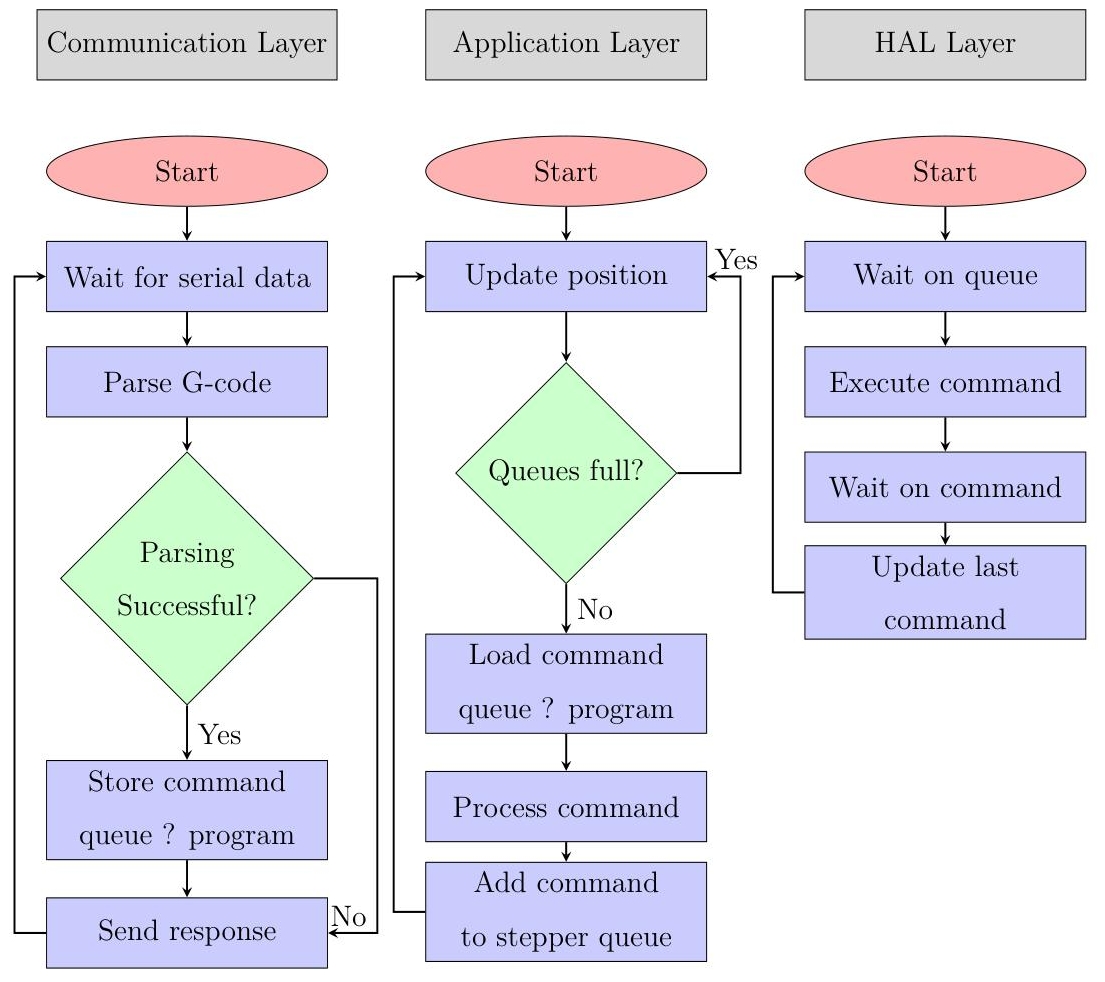 Communication Layer
Start
Wait for serial data
Parse G-code
Parsing
Successful?
Yes
Store command
queue ? program
No
Send response
Application Layer
Start
Yes
Update position
Queues full?
No
Load command
queue ? program
Process command
Add command
to stepper queue
HAL Layer
Start
Wait on queue
Execute command
Wait on command
Update last
command